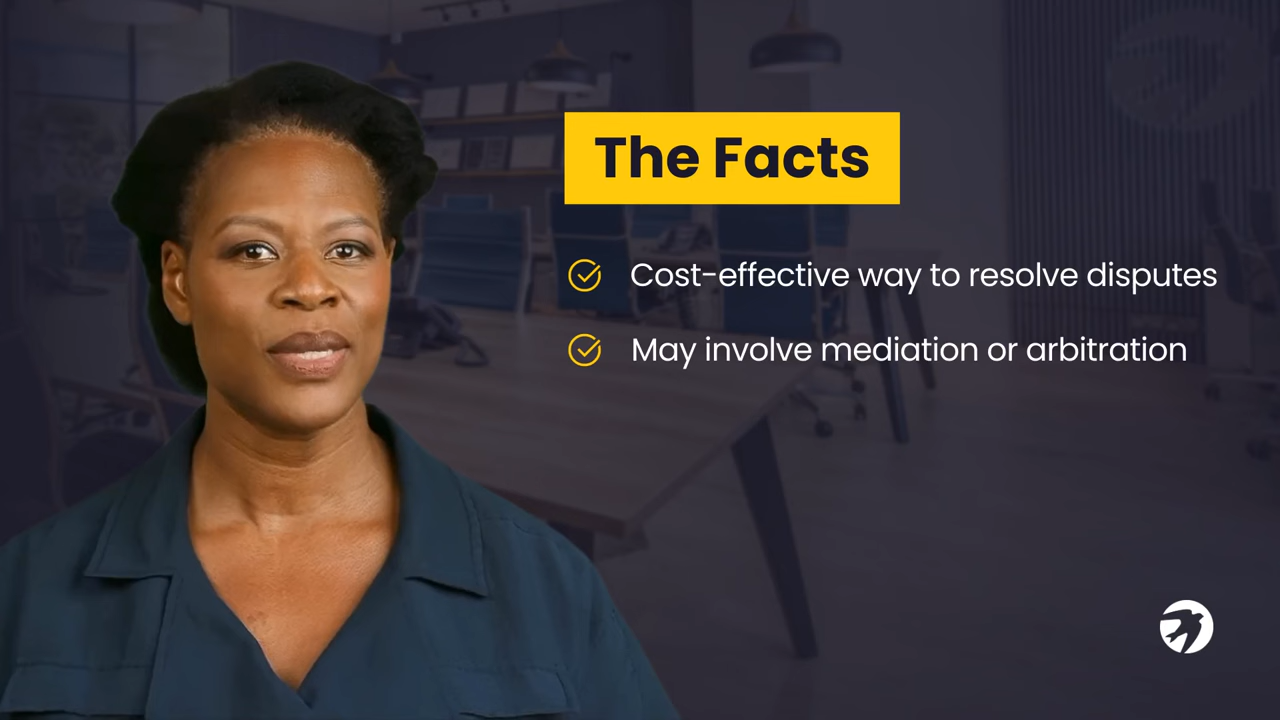 The Facts
Cost-effective way to resolve disputes
May involve mediation or arbitration